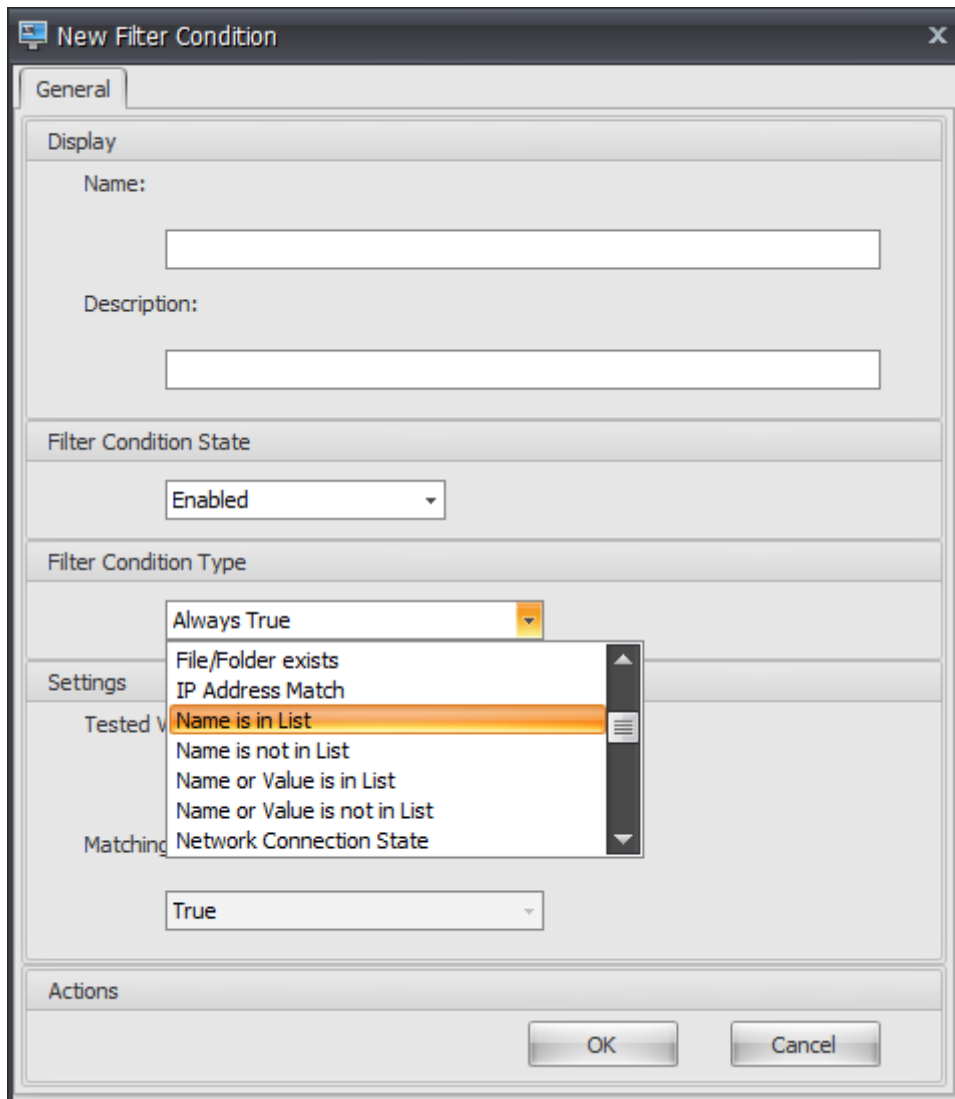 New Filter Condition
General
Display
Name:
Description:
Filter Condition State
Enabled
Filter Condition Type
Always True
File/Folder exists
IP Address Match
Settings
Name is in List
Tested
Name is not in List
Name or Value is in List
Name or Value is not in List
Network Connection State
Matching
True
Actions
OK
Cancel